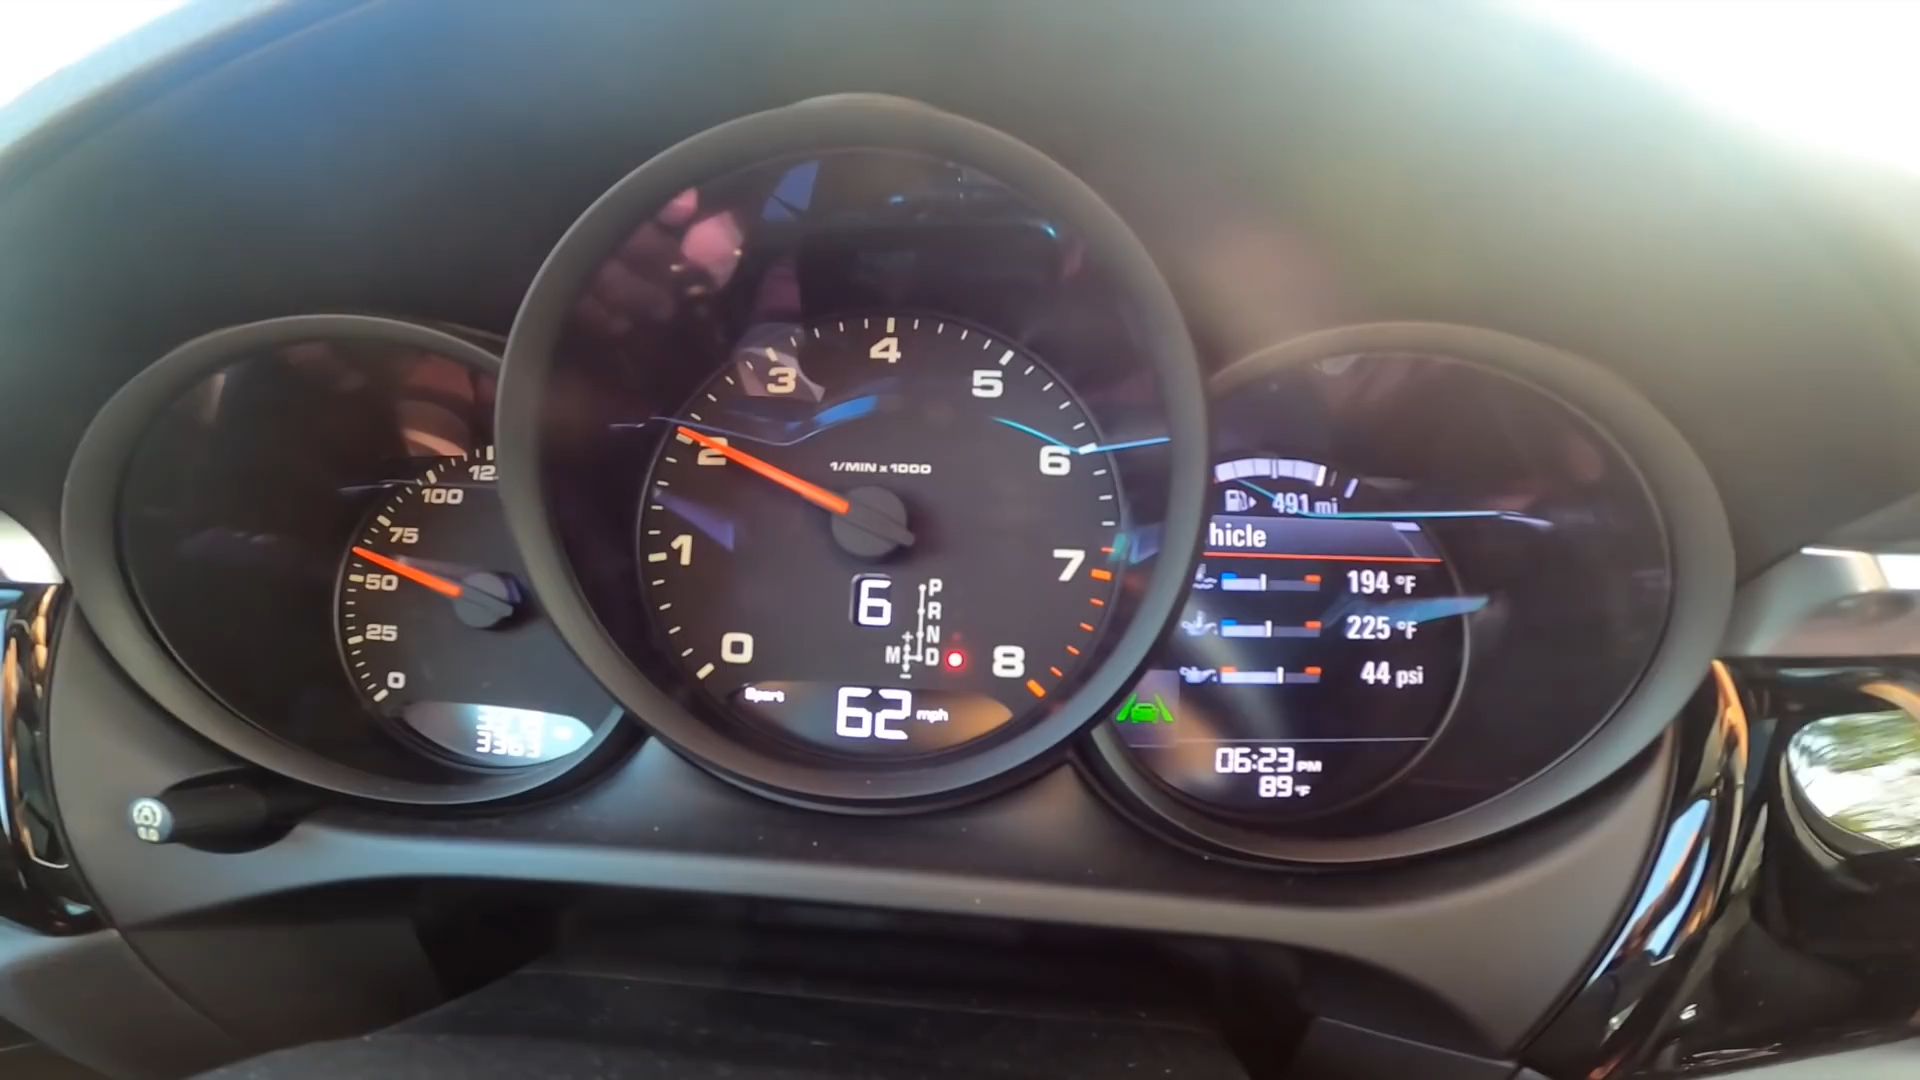 100
75
50
25
0
4
3
5
2
6
1/MIN x 1000
1
7
0
8
6
P
R
N
M D
+
-
Sport
62 mph
491 mi
hicle
194 °F
225 °F
44 psi
06:23 PM
89 °F